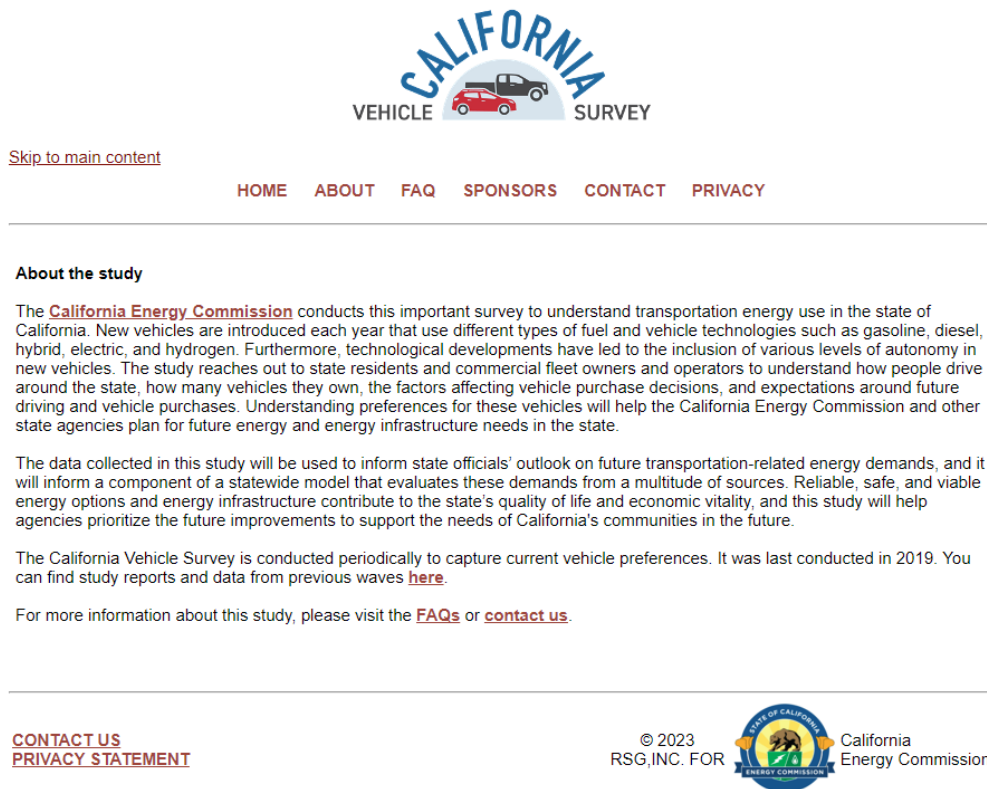 CALIFORNIA
VEHICLE SURVEY
Skip to main content
HOME ABOUT FAQ SPONSORS CONTACT PRIVACY
About the study
The California Energy Commission conducts this important survey to understand transportation energy use in the state of
California. New vehicles are introduced each year that use different types of fuel and vehicle technologies such as gasoline, diesel,
hybrid, electric, and hydrogen. Furthermore, technological developments have led to the inclusion of various levels of autonomy in
new vehicles. The study reaches out to state residents and commercial fleet owners and operators to understand how people drive
around the state, how many vehicles they own, the factors affecting vehicle purchase decisions, and expectations around future
driving and vehicle purchases. Understanding preferences for these vehicles will help the California Energy Commission and other
state agencies plan for future energy and energy infrastructure needs in the state.
The data collected in this study will be used to inform state officials’ outlook on future transportation-related energy demands, and it
will inform a component of a statewide model that evaluates these demands from a multitude of sources. Reliable, safe, and viable
energy options and energy infrastructure contribute to the state’s quality of life and economic vitality, and this study will help
agencies prioritize the future improvements to support the needs of California's communities in the future.
The California Vehicle Survey is conducted periodically to capture current vehicle preferences. It was last conducted in 2019. You
can find study reports and data from previous waves here.
For more information about this study, please visit the FAQs or contact us.
CONTACT US
PRIVACY STATEMENT
© 2023
RSG,INC. FOR
STATE OF CALIFORNIA
ENERGY COMMISSION
California
Energy Commission